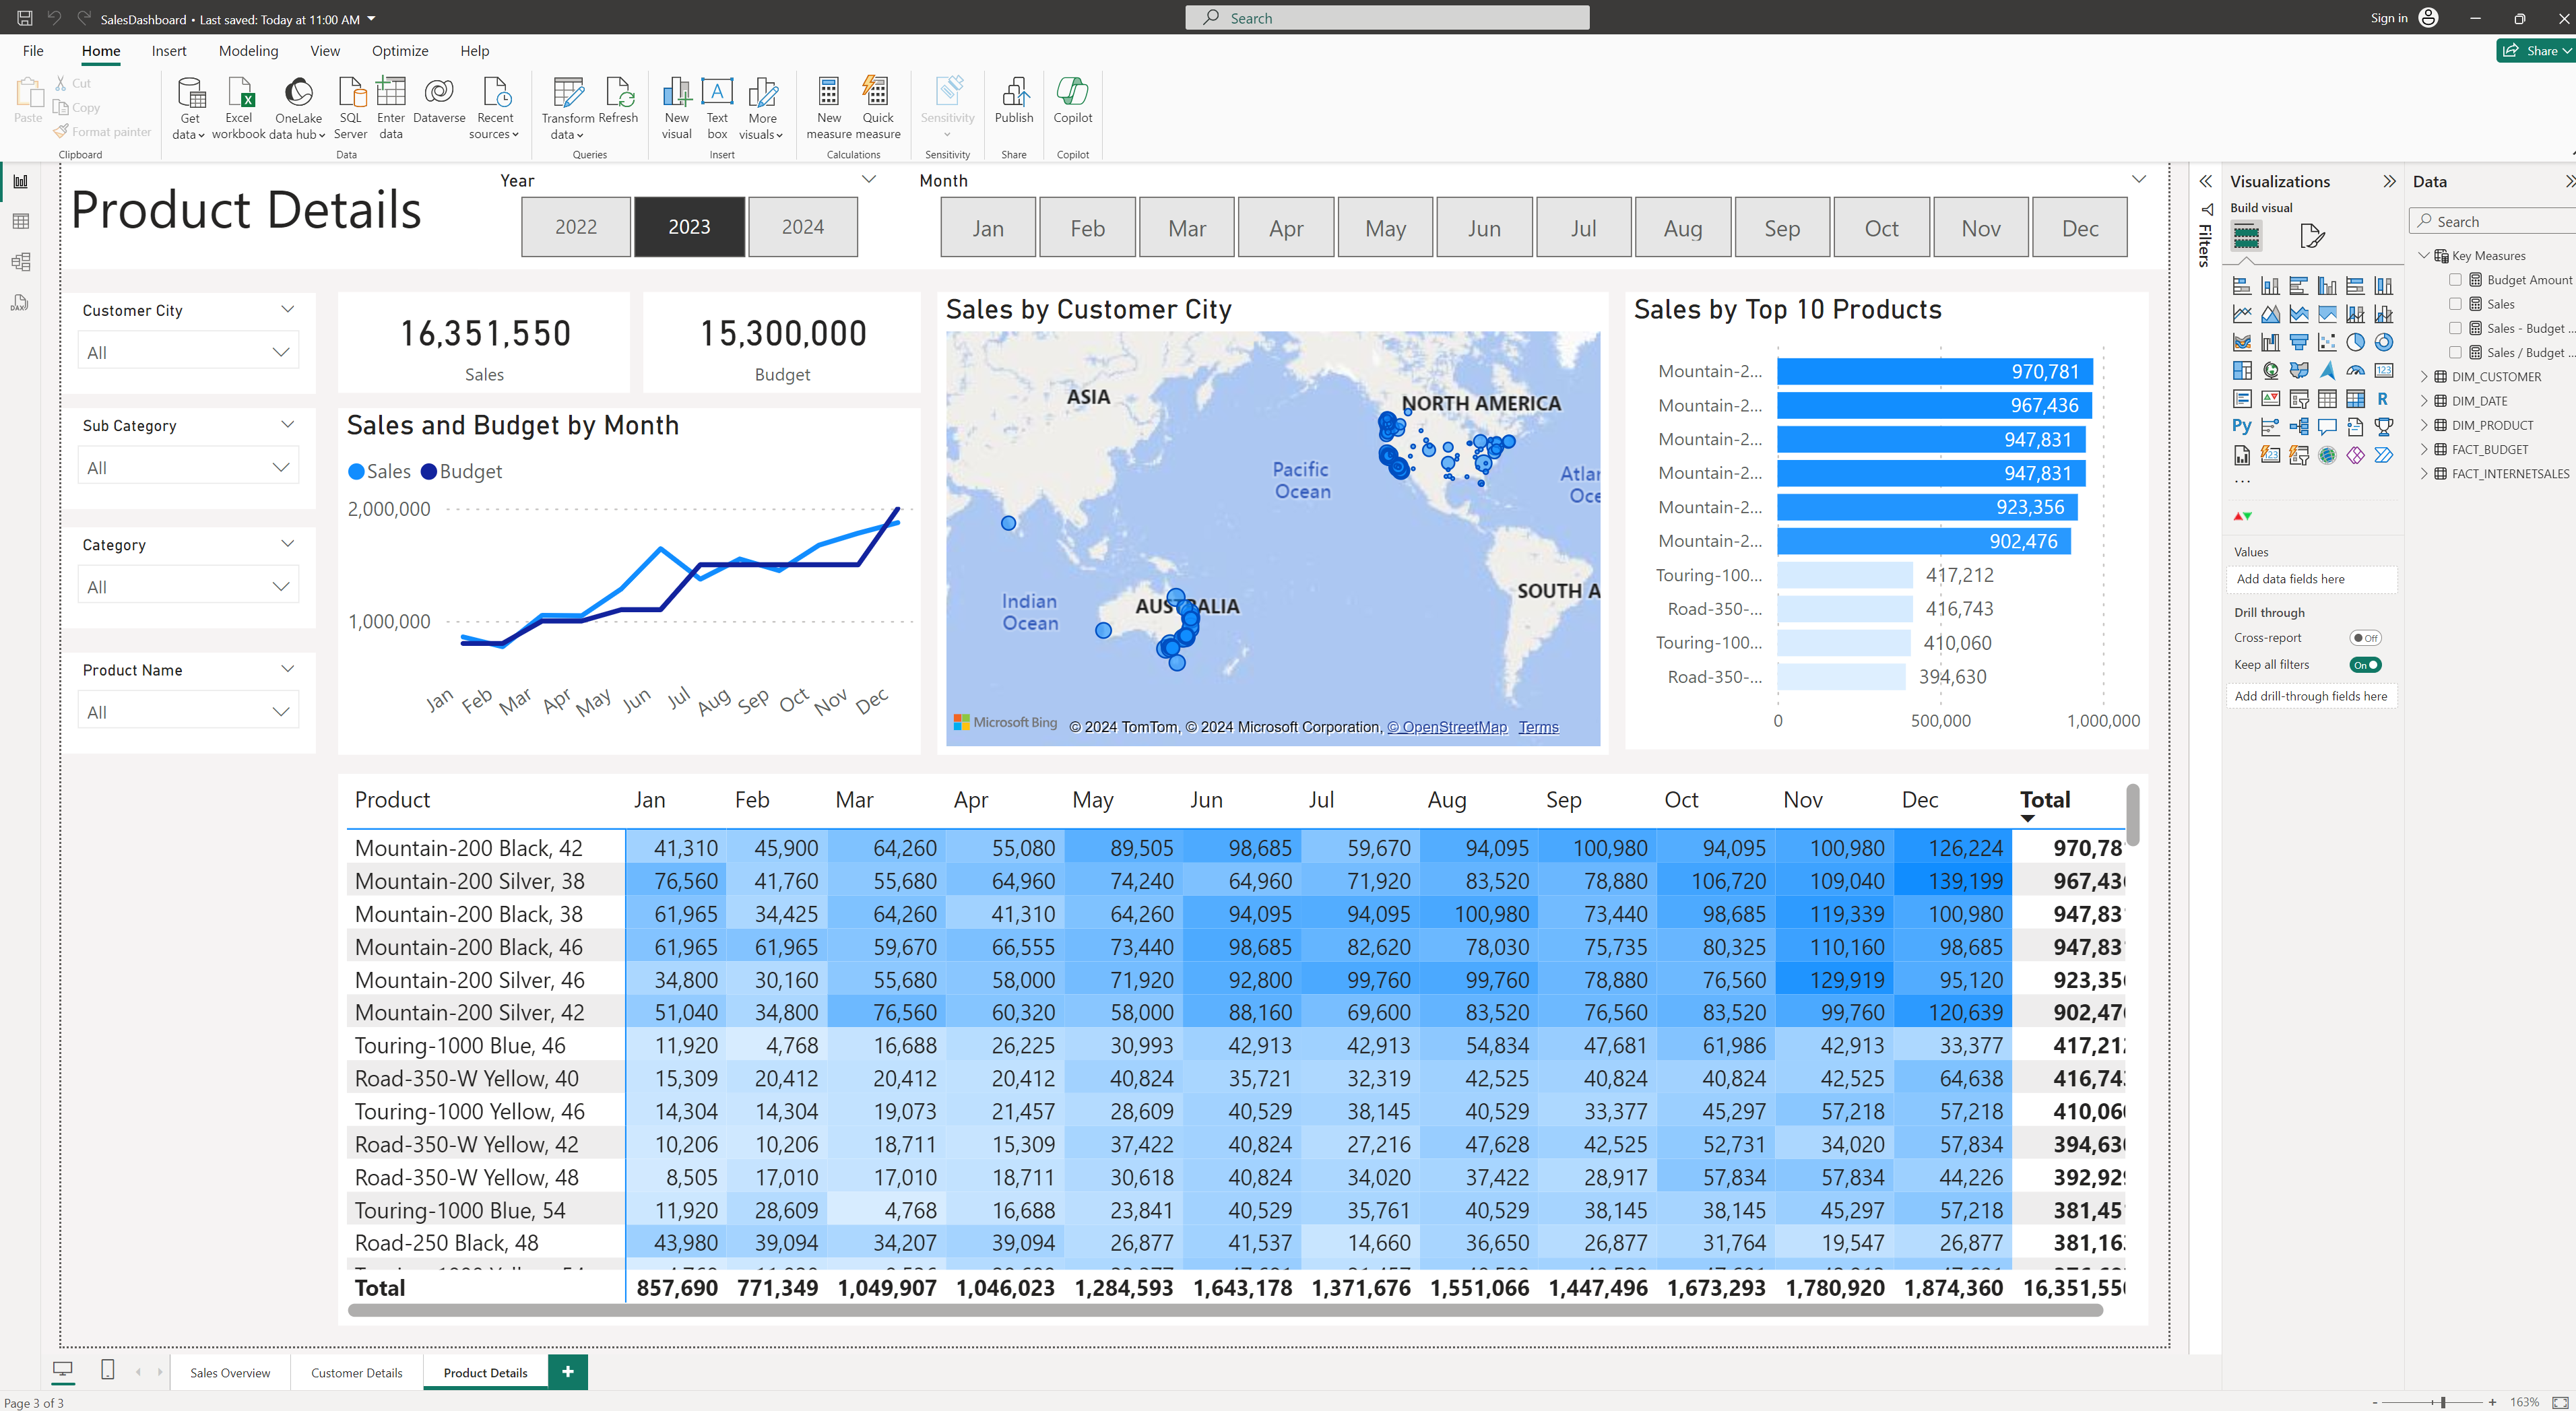 SalesDashboard • Last saved: Today at 11:00 AM
Search
Sign in
File Home Insert Modeling View Optimize Help
Share
Paste
Cut
Copy
Format painter
Clipboard
Get data
Excel workbook
OneLake data hub
SQL Server
Enter data
Dataverse
Recent sources
Data
Transform data
Refresh
Queries
New visual
Text box
More visuals
Insert
New measure
Quick measure
Calculations
Sensitivity
Sensitivity
Publish
Share
Copilot
Copilot
Product Details
Year
2022 2023 2024
Month
Jan Feb Mar Apr May Jun Jul Aug Sep Oct Nov Dec
Customer City
All
Sub Category
All
Category
All
Product Name
All
16,351,550
Sales
15,300,000
Budget
Sales and Budget by Month
Sales Budget
2,000,000
1,000,000
Jan Feb Mar Apr May Jun Jul Aug Sep Oct Nov Dec
Sales by Customer City
ASIA
NORTH AMERICA
Pacific
Ocean
Atlar
Oce
Indian
Ocean
AUSTRALIA
SOUTH A
Microsoft Bing
© 2024 TomTom, © 2024 Microsoft Corporation, © OpenStreetMap Terms
Sales by Top 10 Products
Mountain-2... 970,781
Mountain-2... 967,436
Mountain-2... 947,831
Mountain-2... 947,831
Mountain-2... 923,356
Mountain-2... 902,476
Touring-100... 417,212
Road-350-... 416,743
Touring-100... 410,060
Road-350-... 394,630
0 500,000 1,000,000
Product Jan Feb Mar Apr May Jun Jul Aug Sep Oct Nov Dec Total
Mountain-200 Black, 42 41,310 45,900 64,260 55,080 89,505 98,685 59,670 94,095 100,980 94,095 100,980 126,224 970,78
Mountain-200 Silver, 38 76,560 41,760 55,680 64,960 74,240 64,960 71,920 83,520 78,880 106,720 109,040 139,199 967,43
Mountain-200 Black, 38 61,965 34,425 64,260 41,310 64,260 94,095 94,095 100,980 73,440 98,685 119,339 100,980 947,83
Mountain-200 Black, 46 61,965 61,965 59,670 66,555 73,440 98,685 82,620 78,030 75,735 80,325 110,160 98,685 947,83
Mountain-200 Silver, 46 34,800 30,160 55,680 58,000 71,920 92,800 99,760 99,760 78,880 76,560 129,919 95,120 923,35
Mountain-200 Silver, 42 51,040 34,800 76,560 60,320 58,000 88,160 69,600 83,520 76,560 83,520 99,760 120,639 902,47
Touring-1000 Blue, 46 11,920 4,768 16,688 26,225 30,993 42,913 42,913 54,834 47,681 61,986 42,913 33,377 417,21
Road-350-W Yellow, 40 15,309 20,412 20,412 20,412 40,824 35,721 32,319 42,525 40,824 40,824 42,525 64,638 416,74
Touring-1000 Yellow, 46 14,304 14,304 19,073 21,457 28,609 40,529 38,145 40,529 33,377 45,297 57,218 57,218 410,06
Road-350-W Yellow, 42 10,206 10,206 18,711 15,309 37,422 40,824 27,216 47,628 42,525 52,731 34,020 57,834 394,63
Road-350-W Yellow, 48 8,505 17,010 17,010 18,711 30,618 40,824 34,020 37,422 28,917 57,834 57,834 44,226 392,92
Touring-1000 Blue, 54 11,920 28,609 4,768 16,688 23,841 40,529 35,761 40,529 38,145 38,145 45,297 57,218 381,45
Road-250 Black, 48 43,980 39,094 34,207 39,094 26,877 41,537 14,660 36,650 26,877 31,764 19,547 26,877 381,16
Total 857,690 771,349 1,049,907 1,046,023 1,284,593 1,643,178 1,371,676 1,551,066 1,447,496 1,673,293 1,780,920 1,874,360 16,351,55
Filters
Visualizations
Build visual
R
Py
123
Values
Add data fields here
Drill through
Cross-report Off
Keep all filters On
Add drill-through fields here
Data
Search
Key Measures
Budget Amount
Sales
Sales - Budget ...
Sales / Budget ...
DIM_CUSTOMER
DIM_DATE
DIM_PRODUCT
FACT_BUDGET
FACT_INTERNETSALES
DAX
Sales Overview Customer Details Product Details +
Page 3 of 3
- + 163%